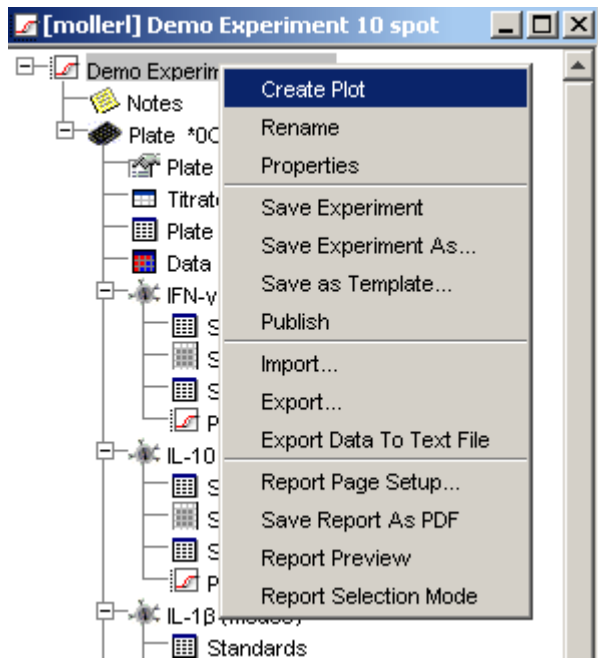 [mollerl] Demo Experiment 10 spot
Demo Experim
Notes
Plate *0C
Plate
Titrat
Plate
Data
IFN-γ
S
S
S
P
IL-10
S
S
S
P
IL-1β (mouse)
Standards
Create Plot
Rename
Properties
Save Experiment
Save Experiment As...
Save as Template...
Publish
Import...
Export...
Export Data To Text File
Report Page Setup...
Save Report As PDF
Report Preview
Report Selection Mode